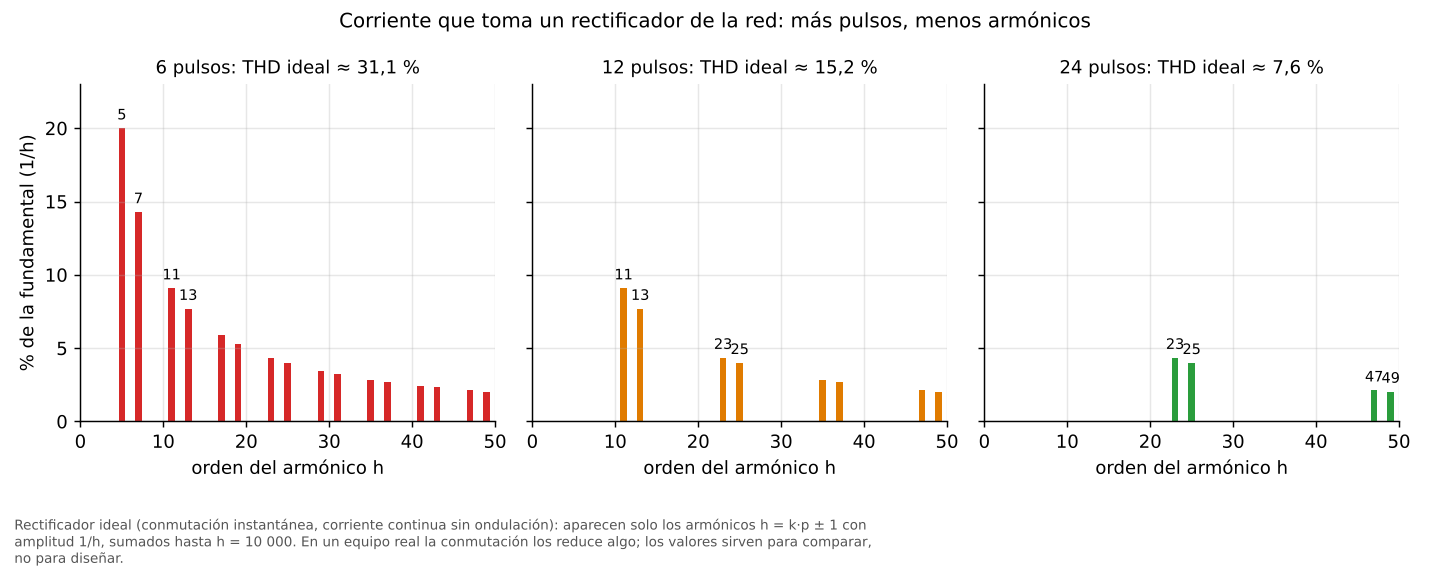 Corriente que toma un rectificador de la red: más pulsos, menos armónicos
6 pulsos: THD ideal ≈ 31,1 %
12 pulsos: THD ideal ≈ 15,2 %
24 pulsos: THD ideal ≈ 7,6 %
% de la fundamental (1/h)
20
15
10
5
0
5
7
11
13
0 10 20 30 40 50
orden del armónico h
11
13
23
25
0 10 20 30 40 50
orden del armónico h
23
25
47
49
0 10 20 30 40 50
orden del armónico h
Rectificador ideal (conmutación instantánea, corriente continua sin ondulación): aparecen solo los armónicos h = k·p ± 1 con
amplitud 1/h, sumados hasta h = 10 000. En un equipo real la conmutación los reduce algo; los valores sirven para comparar,
no para diseñar.